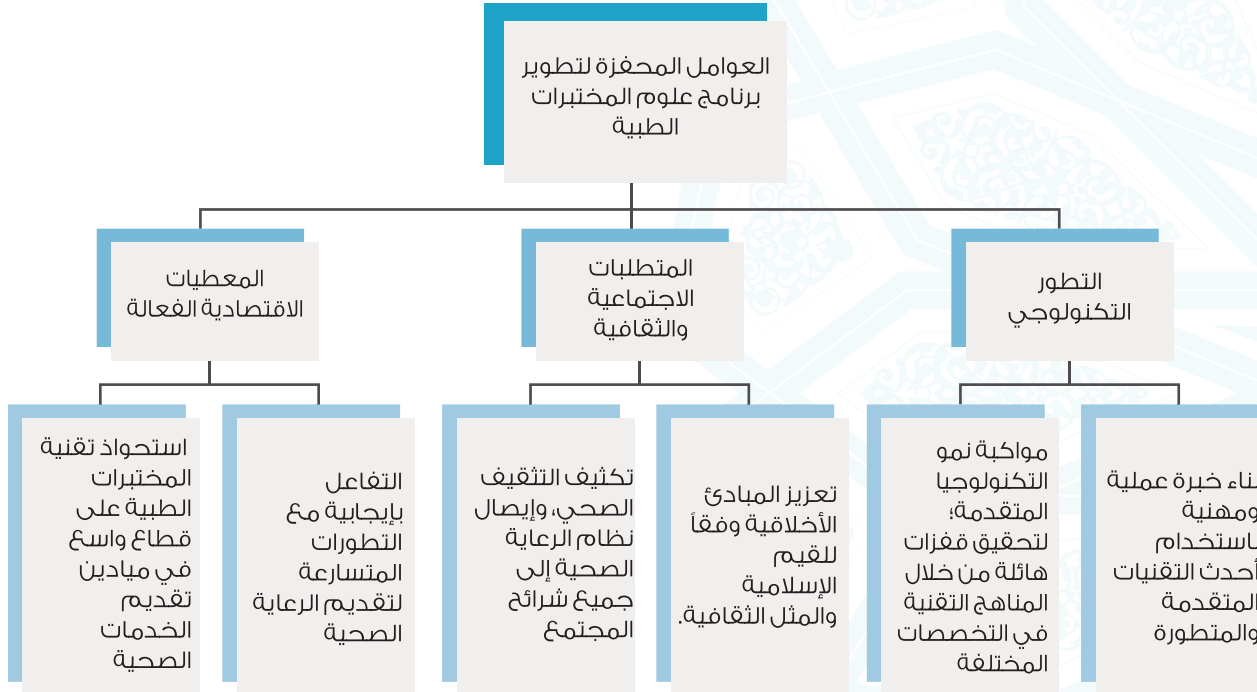 العوامل المحفزة لتطوير
برنامج علوم المختبرات
الطبية
التطور
التكنولوجي
المتطلبات
الاجتماعية
والثقافية
المعطيات
الاقتصادية الفعالة
بناء خبرة عملية
ومهنية
باستخدام
أحدث التقنيات
المتقدمة
والمتطورة
مواكبة نمو
التكنولوجيا
المتقدمة؛
لتحقيق قفزات
هائلة من خلال
المناهج التقنية
في التخصصات
المختلفة
تعزيز المبادئ
الأخلاقية وفقاً
للقيم
الإسلامية
والمثل الثقافية.
تكثيف التثقيف
الصحي، وإيصال
نظام الرعاية
الصحية إلى
جميع شرائح
المجتمع
التفاعل
بإيجابية مع
التطورات
المتسارعة
لتقديم الرعاية
الصحية
استحواذ تقنية
المختبرات
الطبية على
قطاع واسع
في ميادين
تقديم
الخدمات
الصحية